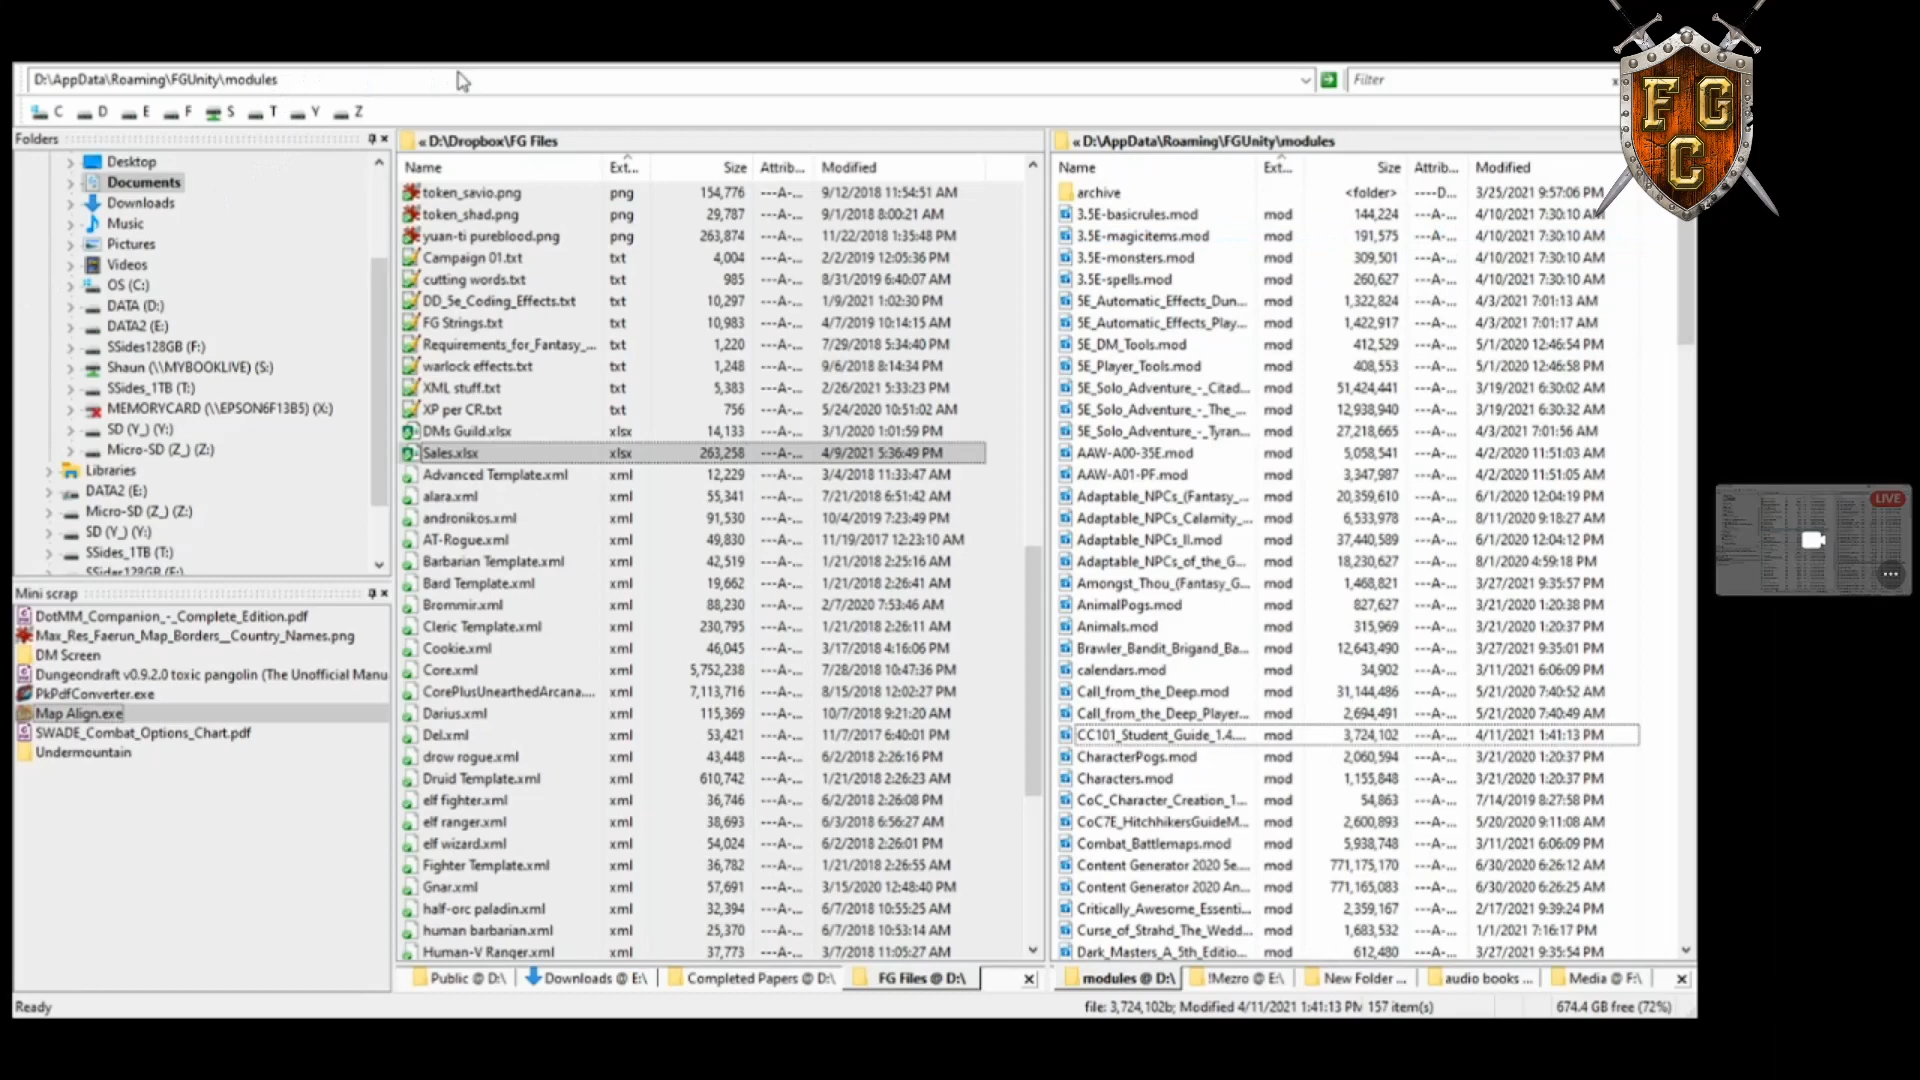 D:\AppData\Roaming\FGUnity\modules
Filter
C D E F S T Y Z
Folders
Desktop
Documents
Downloads
Music
Pictures
Videos
OS (C:)
DATA (D:)
DATA2 (E:)
SSides128GB (F:)
Shaun (\\MYBOOKLIVE) (S:)
SSides_1TB (T:)
MEMORYCARD (\\EPSON6F13B5) (X:)
SD (Y_) (Y:)
Micro-SD (Z_) (Z:)
Libraries
DATA2 (E:)
Micro-SD (Z_) (Z:)
SD (Y_) (Y:)
SSides_1TB (T:)
Mini scrap
DotMM_Companion_-_Complete_Edition.pdf
Max_Res_Faerun_Map_Borders__Country_Names.png
DM Screen
Dungeondraft v0.9.2.0 toxic pangolin (The Unofficial Manu
PkPdfConverter.exe
Map Align.exe
SWADE_Combat_Options_Chart.pdf
Undermountain
Ready
« D:\Dropbox\FG Files
Name Ext... Size Attrib... Modified
token_savio.png png 154,776 ---A-... 9/12/2018 11:54:51 AM
token_shad.png png 29,787 ---A-... 9/1/2018 8:00:21 AM
yuan-ti pureblood.png png 263,874 ---A-... 11/22/2018 1:35:48 PM
Campaign 01.txt txt 4,004 ---A-... 2/2/2019 12:05:36 PM
cutting words.txt txt 985 ---A-... 8/31/2019 6:40:07 AM
DD_5e_Coding_Effects.txt txt 10,297 ---A-... 1/9/2021 1:02:30 PM
FG Strings.txt txt 10,983 ---A-... 4/7/2019 10:14:15 AM
Requirements_for_Fantasy_... txt 1,220 ---A-... 7/29/2018 5:34:40 PM
warlock effects.txt txt 1,248 ---A-... 9/6/2018 8:14:34 PM
XML stuff.txt txt 5,383 ---A-... 2/26/2021 5:33:23 PM
XP per CR.txt txt 756 ---A-... 5/24/2020 10:51:02 AM
DMs Guild.xlsx xlsx 14,133 ---A-... 3/1/2020 1:01:59 PM
Sales.xlsx xlsx 263,258 ---A-... 4/9/2021 5:36:49 PM
Advanced Template.xml xml 12,229 ---A-... 3/4/2018 11:33:47 AM
alara.xml xml 55,341 ---A-... 7/21/2018 6:51:42 AM
andronikos.xml xml 91,530 ---A-... 10/4/2019 7:23:49 PM
AT-Rogue.xml xml 49,830 ---A-... 11/19/2017 12:23:10 AM
Barbarian Template.xml xml 42,519 ---A-... 1/21/2018 2:25:16 AM
Bard Template.xml xml 19,662 ---A-... 1/21/2018 2:26:41 AM
Brommir.xml xml 88,230 ---A-... 2/7/2020 7:53:46 AM
Cleric Template.xml xml 230,795 ---A-... 1/21/2018 2:26:11 AM
Cookie.xml xml 46,045 ---A-... 3/17/2018 4:16:06 PM
Core.xml xml 5,752,238 ---A-... 7/28/2018 10:47:36 PM
CorePlusUnearthedArcana.... xml 7,113,716 ---A-... 8/15/2018 12:02:27 PM
Darius.xml xml 115,369 ---A-... 10/7/2018 9:21:20 AM
Del.xml xml 53,421 ---A-... 11/7/2017 6:40:01 PM
drow rogue.xml xml 43,448 ---A-... 6/2/2018 2:26:16 PM
Druid Template.xml xml 610,742 ---A-... 1/21/2018 2:26:23 AM
elf fighter.xml xml 36,746 ---A-... 6/2/2018 2:26:08 PM
elf ranger.xml xml 38,693 ---A-... 6/3/2018 6:56:27 AM
elf wizard.xml xml 54,024 ---A-... 6/2/2018 2:26:01 PM
Fighter Template.xml xml 36,782 ---A-... 1/21/2018 2:26:55 AM
Gnar.xml xml 57,691 ---A-... 3/15/2020 12:48:40 PM
half-orc paladin.xml xml 32,394 ---A-... 6/7/2018 10:55:25 AM
human barbarian.xml xml 25,370 ---A-... 6/7/2018 10:53:14 AM
Human-V Ranger.xml xml 37,773 ---A-... 3/7/2018 11:05:27 AM
Public @ D:\ Downloads @ E:\ Completed Papers @ D:\ FG Files @ D:\
« D:\AppData\Roaming\FGUnity\modules
Name Ext... Size Attrib... Modified
archive <folder> ----D... 3/25/2021 9:57:06 PM
3.5E-basicrules.mod mod 144,224 ---A-... 4/10/2021 7:30:10 AM
3.5E-magicitems.mod mod 191,575 ---A-... 4/10/2021 7:30:10 AM
3.5E-monsters.mod mod 309,501 ---A-... 4/10/2021 7:30:10 AM
3.5E-spells.mod mod 260,627 ---A-... 4/10/2021 7:30:10 AM
5E_Automatic_Effects_Dun... mod 1,322,824 ---A-... 4/3/2021 7:01:13 AM
5E_Automatic_Effects_Play... mod 1,422,917 ---A-... 4/3/2021 7:01:17 AM
5E_DM_Tools.mod mod 412,529 ---A-... 5/1/2020 12:46:54 PM
5E_Player_Tools.mod mod 408,553 ---A-... 5/1/2020 12:46:58 PM
5E_Solo_Adventure_-_Citad... mod 51,424,441 ---A-... 3/19/2021 6:30:02 AM
5E_Solo_Adventure_-_The_... mod 12,938,940 ---A-... 3/19/2021 6:30:32 AM
5E_Solo_Adventure_-_Tyran... mod 27,218,665 ---A-... 4/3/2021 7:01:56 AM
AAW-A00-35E.mod mod 5,058,541 ---A-... 4/2/2020 11:51:03 AM
AAW-A01-PF.mod mod 3,347,987 ---A-... 4/2/2020 11:51:05 AM
Adaptable_NPCs_(Fantasy_... mod 20,359,610 ---A-... 6/1/2020 12:04:19 PM
Adaptable_NPCs_Calamity_... mod 6,533,978 ---A-... 8/11/2020 9:18:27 AM
Adaptable_NPCs_II.mod mod 37,440,589 ---A-... 6/1/2020 12:04:12 PM
Adaptable_NPCs_of_the_G... mod 18,230,627 ---A-... 8/1/2020 4:59:18 PM
Amongst_Thou_(Fantasy_G... mod 1,468,821 ---A-... 3/27/2021 9:35:57 PM
AnimalPogs.mod mod 827,627 ---A-... 3/21/2020 1:20:38 PM
Animals.mod mod 315,969 ---A-... 3/21/2020 1:20:37 PM
Brawler_Bandit_Brigand_Ba... mod 12,643,490 ---A-... 3/27/2021 9:35:01 PM
calendars.mod mod 34,902 ---A-... 3/11/2021 6:06:09 PM
Call_from_the_Deep.mod mod 31,144,486 ---A-... 5/21/2020 7:40:52 AM
Call_from_the_Deep_Player... mod 2,694,491 ---A-... 5/21/2020 7:40:49 AM
CC101_Student_Guide_1.4.... mod 3,724,102 ---A-... 4/11/2021 1:41:13 PM
CharacterPogs.mod mod 2,060,594 ---A-... 3/21/2020 1:20:37 PM
Characters.mod mod 1,155,848 ---A-... 3/21/2020 1:20:37 PM
CoC_Character_Creation_1... mod 54,863 ---A-... 7/14/2019 8:27:58 PM
CoC7E_HitchhikersGuideM... mod 2,600,893 ---A-... 5/20/2020 9:11:08 AM
Combat_Battlemaps.mod mod 5,938,748 ---A-... 3/11/2021 6:06:09 PM
Content Generator 2020 5e... mod 771,175,170 ---A-... 6/30/2020 6:26:12 AM
Content Generator 2020 An... mod 771,165,083 ---A-... 6/30/2020 6:26:25 AM
Critically_Awesome_Essenti... mod 2,359,167 ---A-... 2/17/2021 9:39:24 PM
Curse_of_Strahd_The_Wedd... mod 1,683,532 ---A-... 1/1/2021 7:16:17 PM
Dark_Masters_A_5th_Editio... mod 612,480 ---A-... 3/27/2021 9:35:54 PM
modules @ D:\ !Mezro @ E:\ New Folder ... audio books ... Media @ F:\
file: 3,724,102b; Modified 4/11/2021 1:41:13 PM 157 item(s) 674.4 GB free (72%)
FG
C
LIVE